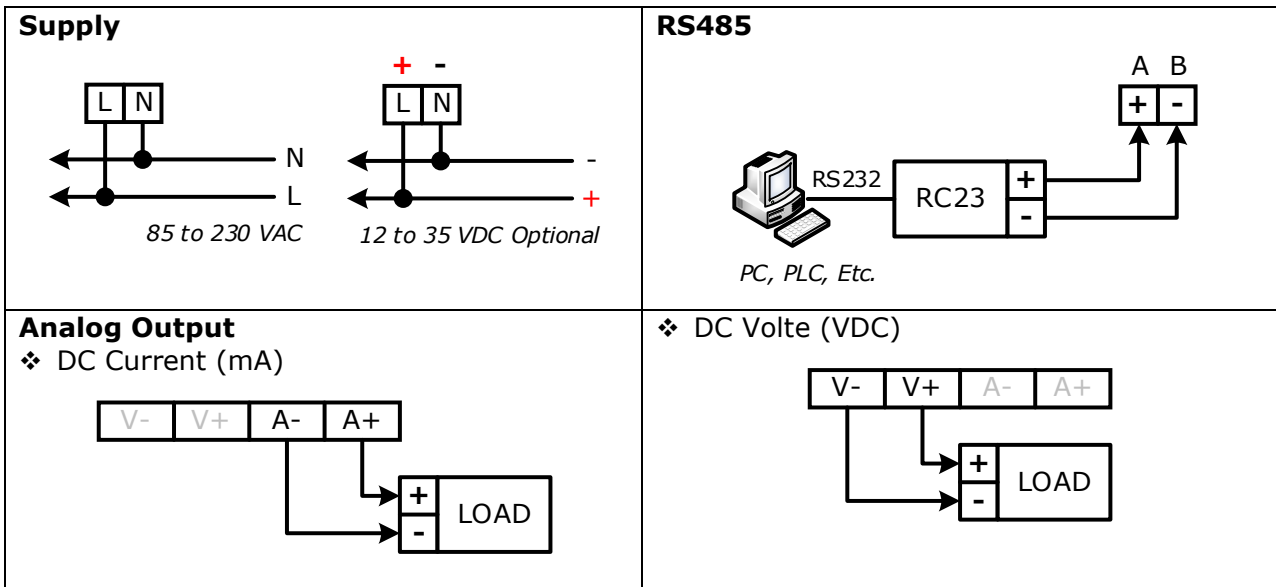 Supply
+ -
L N
L N
N
L
-
+
85 to 230 VAC
12 to 35 VDC Optional
RS485
A B
+ -
RS232
RC23
+
-
PC, PLC, Etc.
Analog Output
❖ DC Current (mA)
V- V+ A- A+
+
-
LOAD
❖ DC Volte (VDC)
V- V+ A- A+
+
-
LOAD